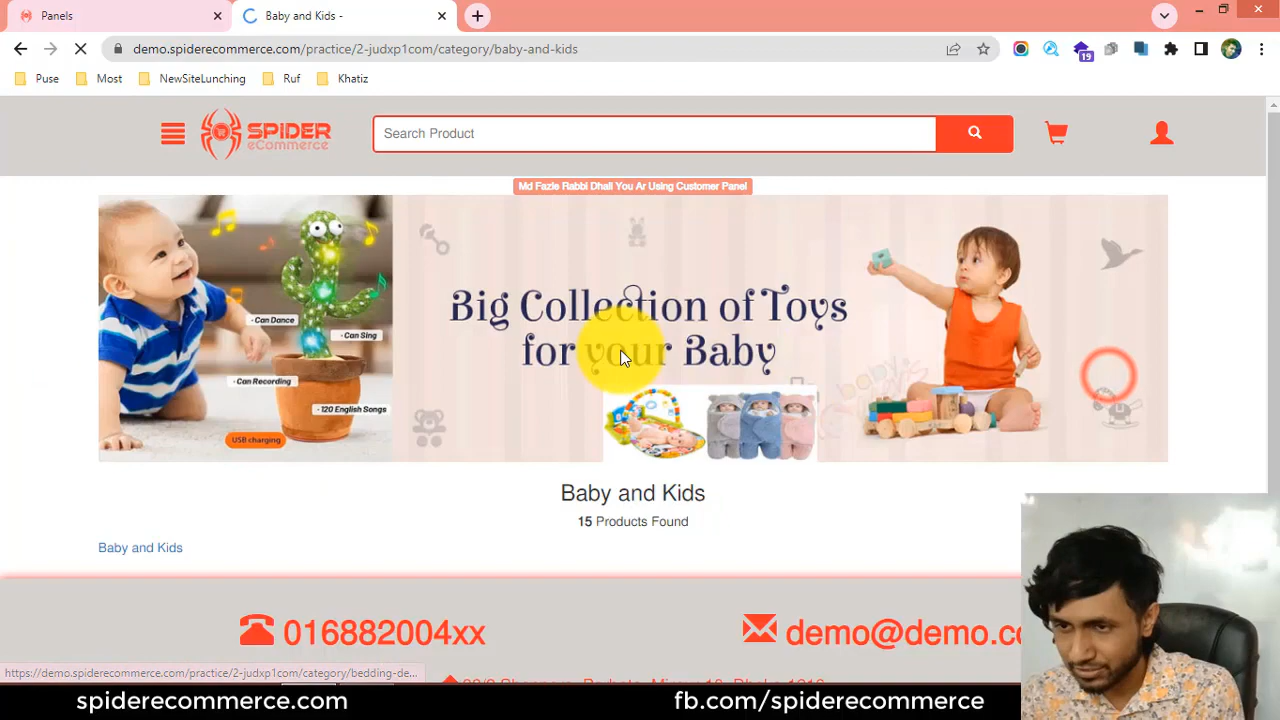 Panels
Baby and Kids -
demo.spiderecommerce.com/practice/2-judxp1com/category/baby-and-kids
19
Puse
Most
NewSiteLunching
Ruf
Khatiz
SPIDER
eCommerce
Search Product
Md Fazle Rabbi Dhali You Ar Using Customer Panel
- Can Dance
- Can Sing
- Can Recording
- 120 English Songs
USB charging
Big Collection of Toys
for your Baby
Baby and Kids
15 Products Found
Baby and Kids
016882004xx
demo@demo.co
https://demo.spiderecommerce.com/practice/2-judxp1com/category/bedding-de...
spiderecommerce.com
fb.com/spiderecommerce